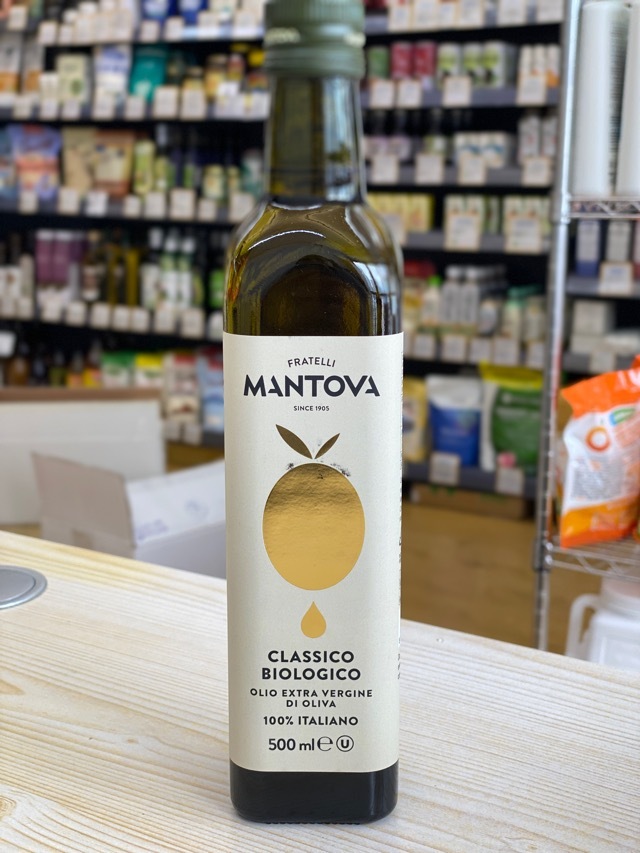 FRATELLI
MANTOVA
SINCE 1905
CLASSICO
BIOLOGICO
OLIO EXTRA VERGINE
DI OLIVA
100% ITALIANO
500 ml ℮ Ⓤ